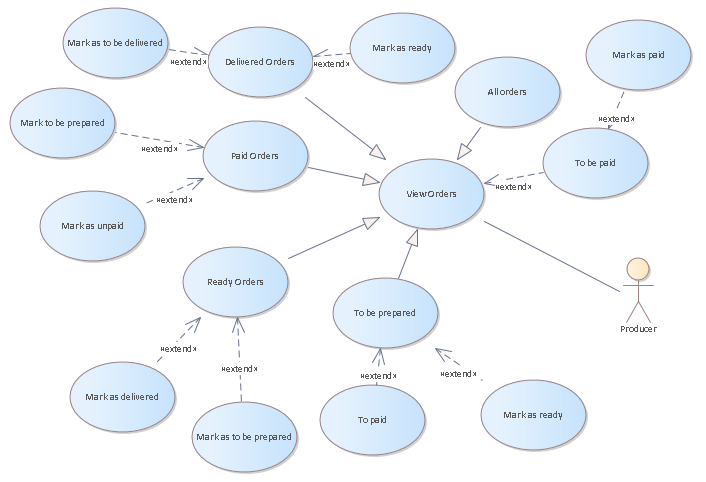 Mark as to be delivered
Delivered Orders
Mark as ready
Mark as paid
«extend»
«extend»
All orders
Mark to be prepared
«extend»
«extend»
Paid Orders
To be paid
«extend»
View Orders
«extend»
Mark as unpaid
Ready Orders
To be prepared
Producer
«extend»
«extend»
«extend»
«extend»
Mark as delivered
To paid
Mark as ready
Mark as to be prepared